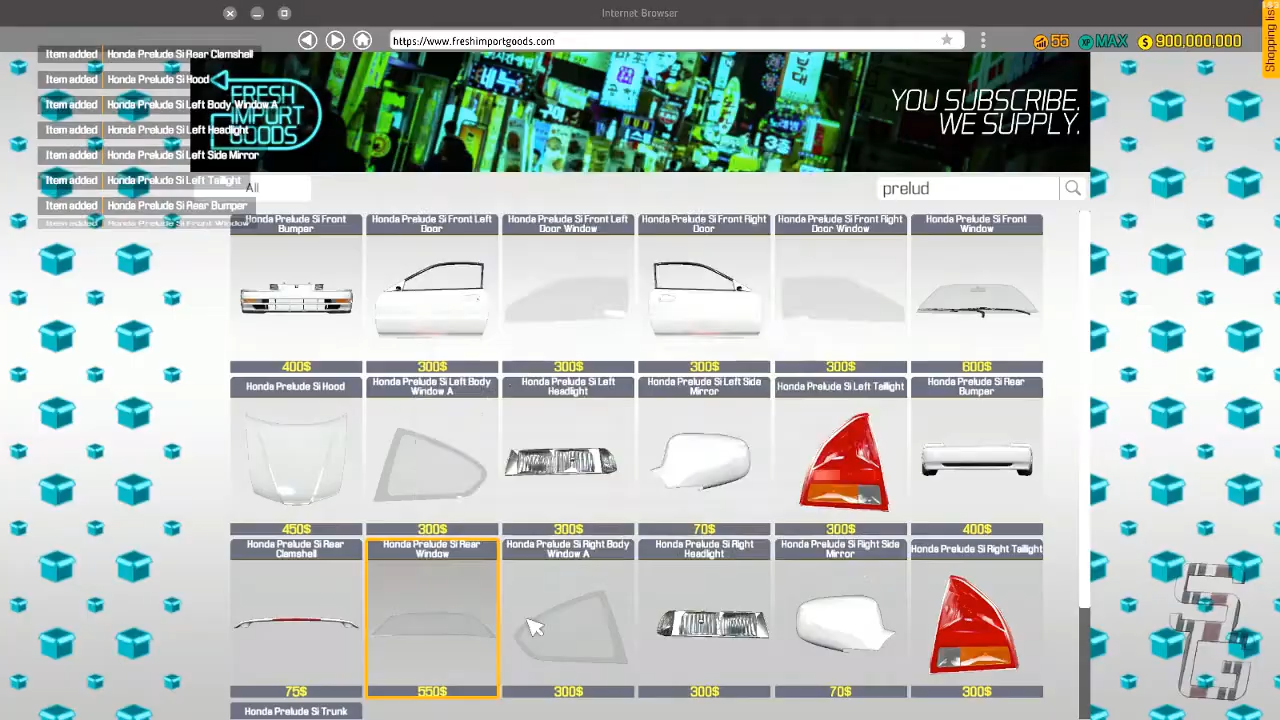 Internet Browser
https://www.freshimportgoods.com
55
XP MAX
$ 900,000,000
Shopping list
Item added Honda Prelude Si Rear Clamshell
Item added Honda Prelude Si Hood
Item added Honda Prelude Si Left Body Window A
Item added Honda Prelude Si Left Headlight
Item added Honda Prelude Si Left Side Mirror
Item added Honda Prelude Si Left Taillight
Item added Honda Prelude Si Rear Bumper
Item added Honda Prelude Si Front Window
FRESH
IMPORT
GOODS
YOU SUBSCRIBE.
WE SUPPLY.
All
prelud
Honda Prelude Si Front
Bumper
Honda Prelude Si Front Left
Door
Honda Prelude Si Front Left
Door Window
Honda Prelude Si Front Right
Door
Honda Prelude Si Front Right
Door Window
Honda Prelude Si Front
Window
400$
300$
300$
300$
300$
600$
Honda Prelude Si Hood
Honda Prelude Si Left Body
Window A
Honda Prelude Si Left
Headlight
Honda Prelude Si Left Side
Mirror
Honda Prelude Si Left Taillight
Honda Prelude Si Rear
Bumper
450$
300$
300$
70$
300$
400$
Honda Prelude Si Rear
Clamshell
Honda Prelude Si Rear
Window
Honda Prelude Si Right Body
Window A
Honda Prelude Si Right
Headlight
Honda Prelude Si Right Side
Mirror
Honda Prelude Si Right Taillight
75$
550$
300$
300$
70$
300$
Honda Prelude Si Trunk